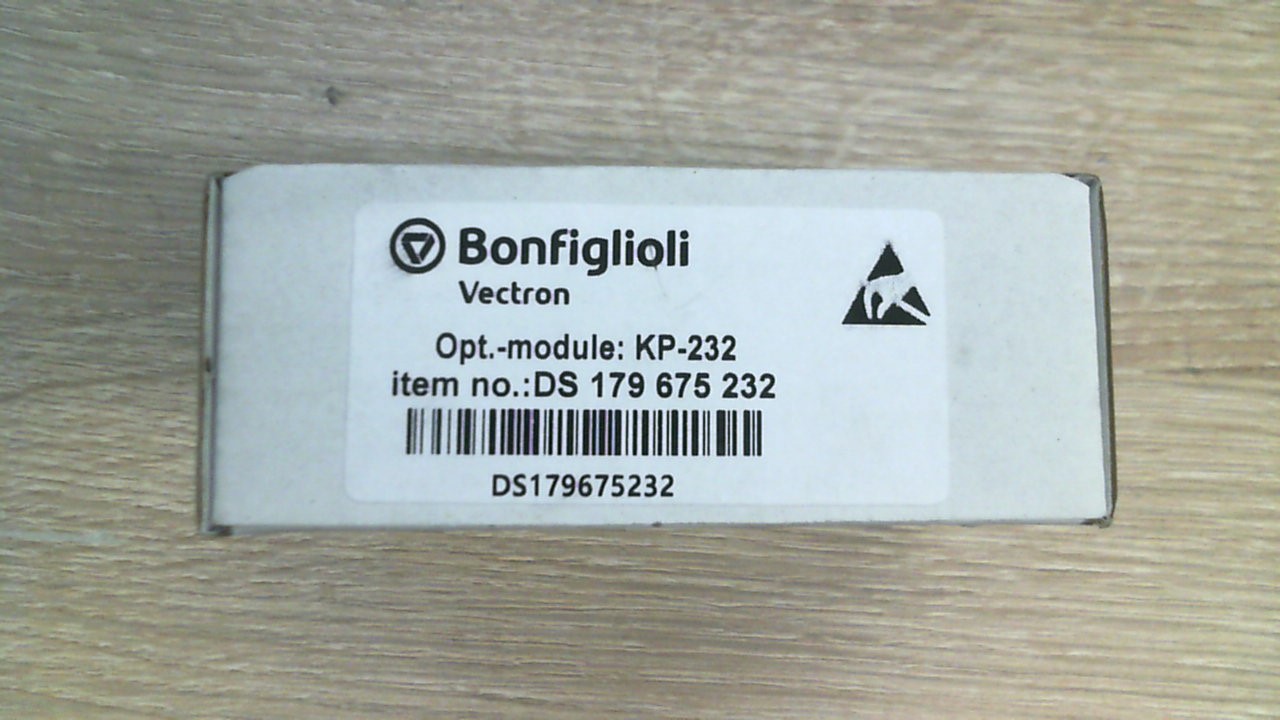 Bonfiglioli
Vectron
Opt.-module: KP-232
item no.:DS 179 675 232
DS179675232